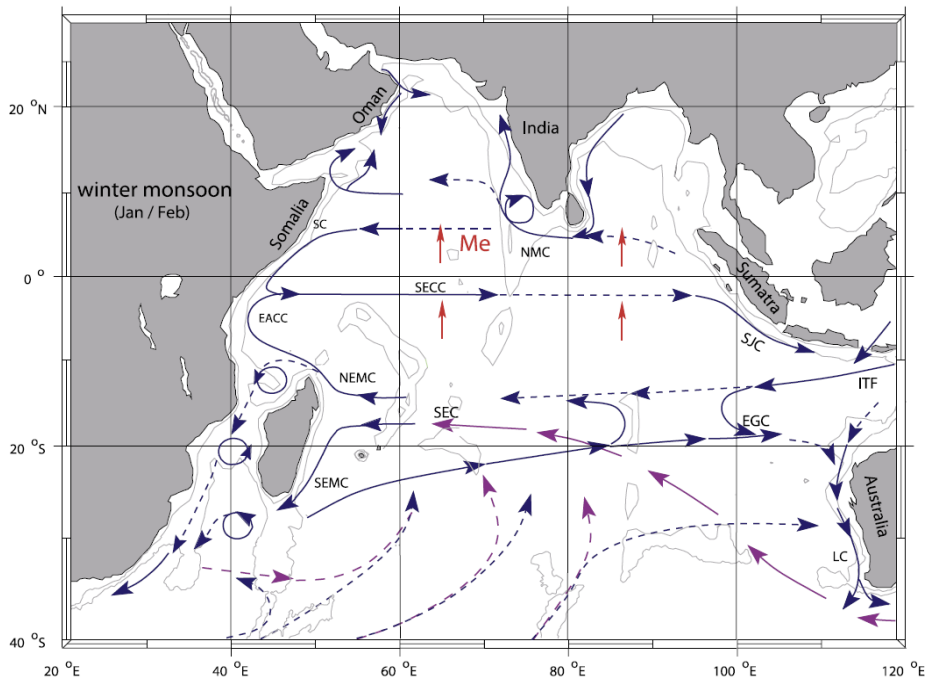 20 °N
0
20 °S
40 °S
20 °E
40 °E
60 °E
80 °E
100 °E
120 °E
winter monsoon
(Jan / Feb)
Oman
India
Somalia
SC
Me
NMC
Sumatra
SECC
EACC
SJC
NEMC
ITF
SEC
EGC
SEMC
Australia
LC